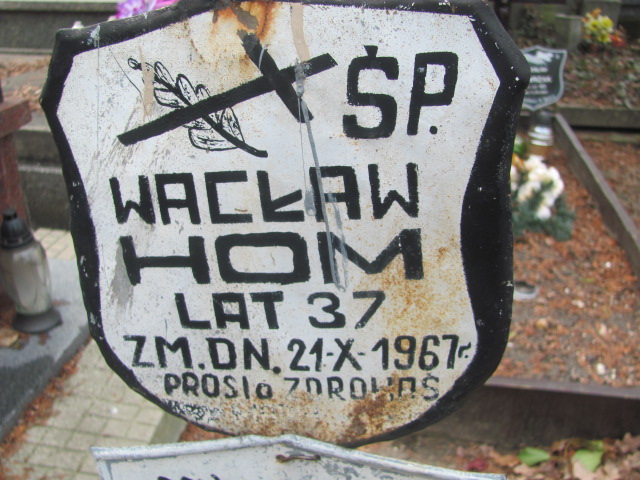 ŚP.
WACŁAW
HOM
LAT 37
ZM. DN. 21-X-1967r.
PROSI o ZDROWAŚ